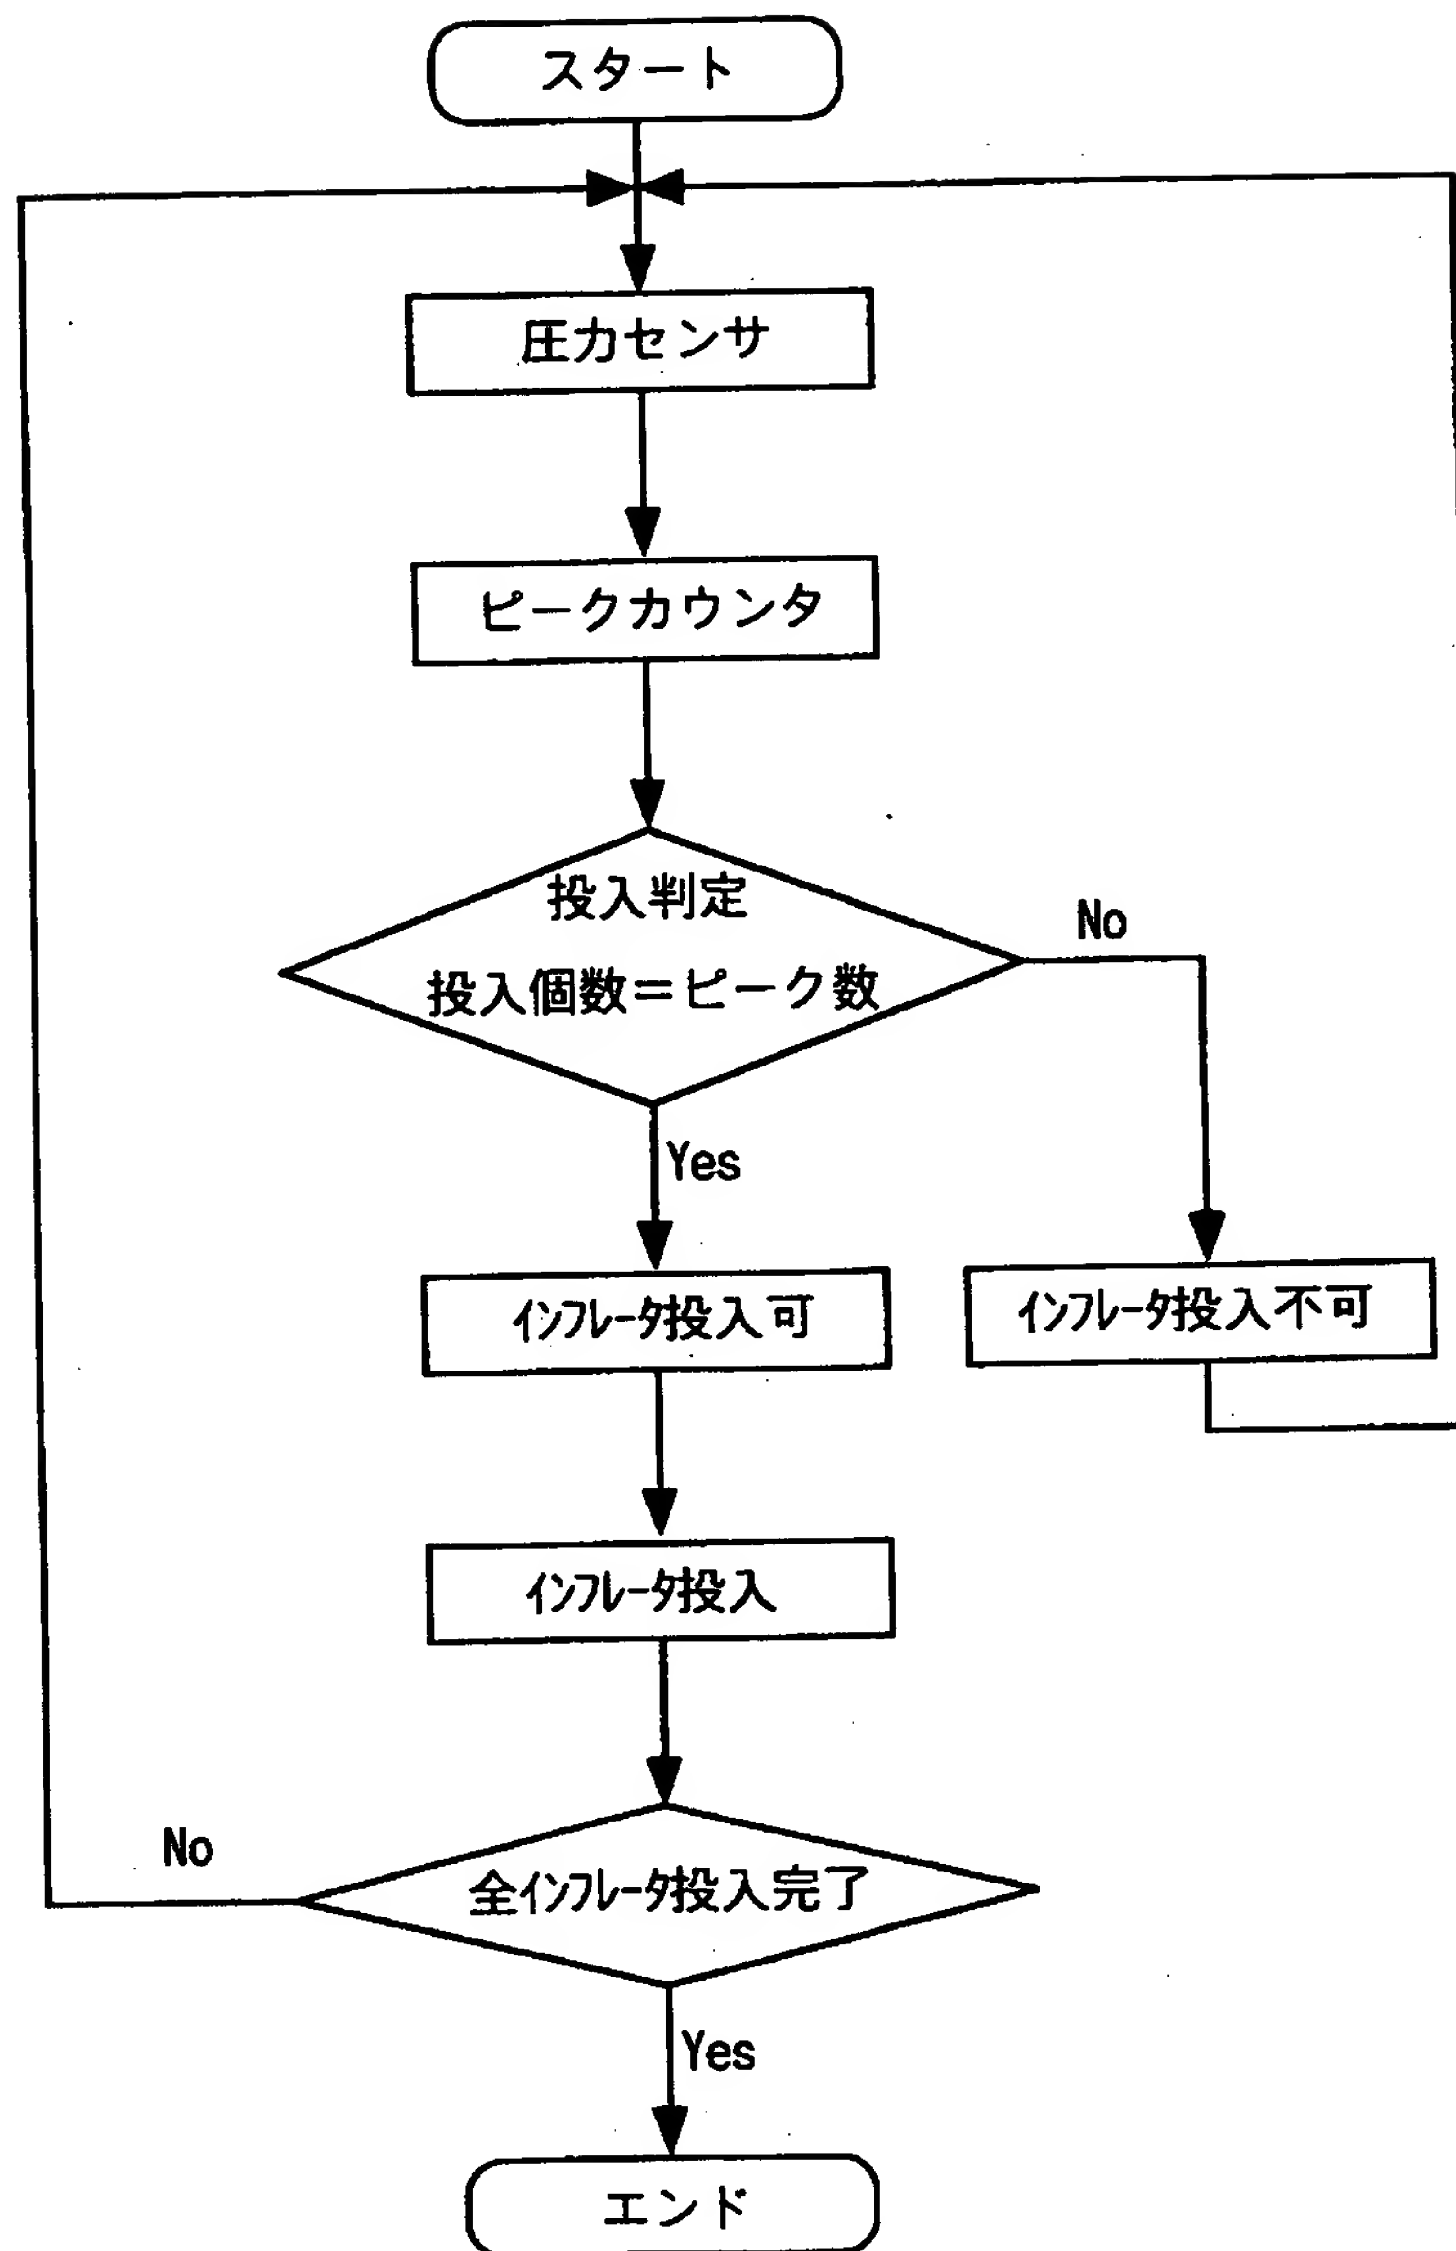 スタート
圧力センサ
ピークカウンタ
投入判定
投入個数＝ピーク数
No
Yes
インフレータ投入可
インフレータ投入不可
インフレータ投入
全インフレータ投入完了
No
Yes
エンド